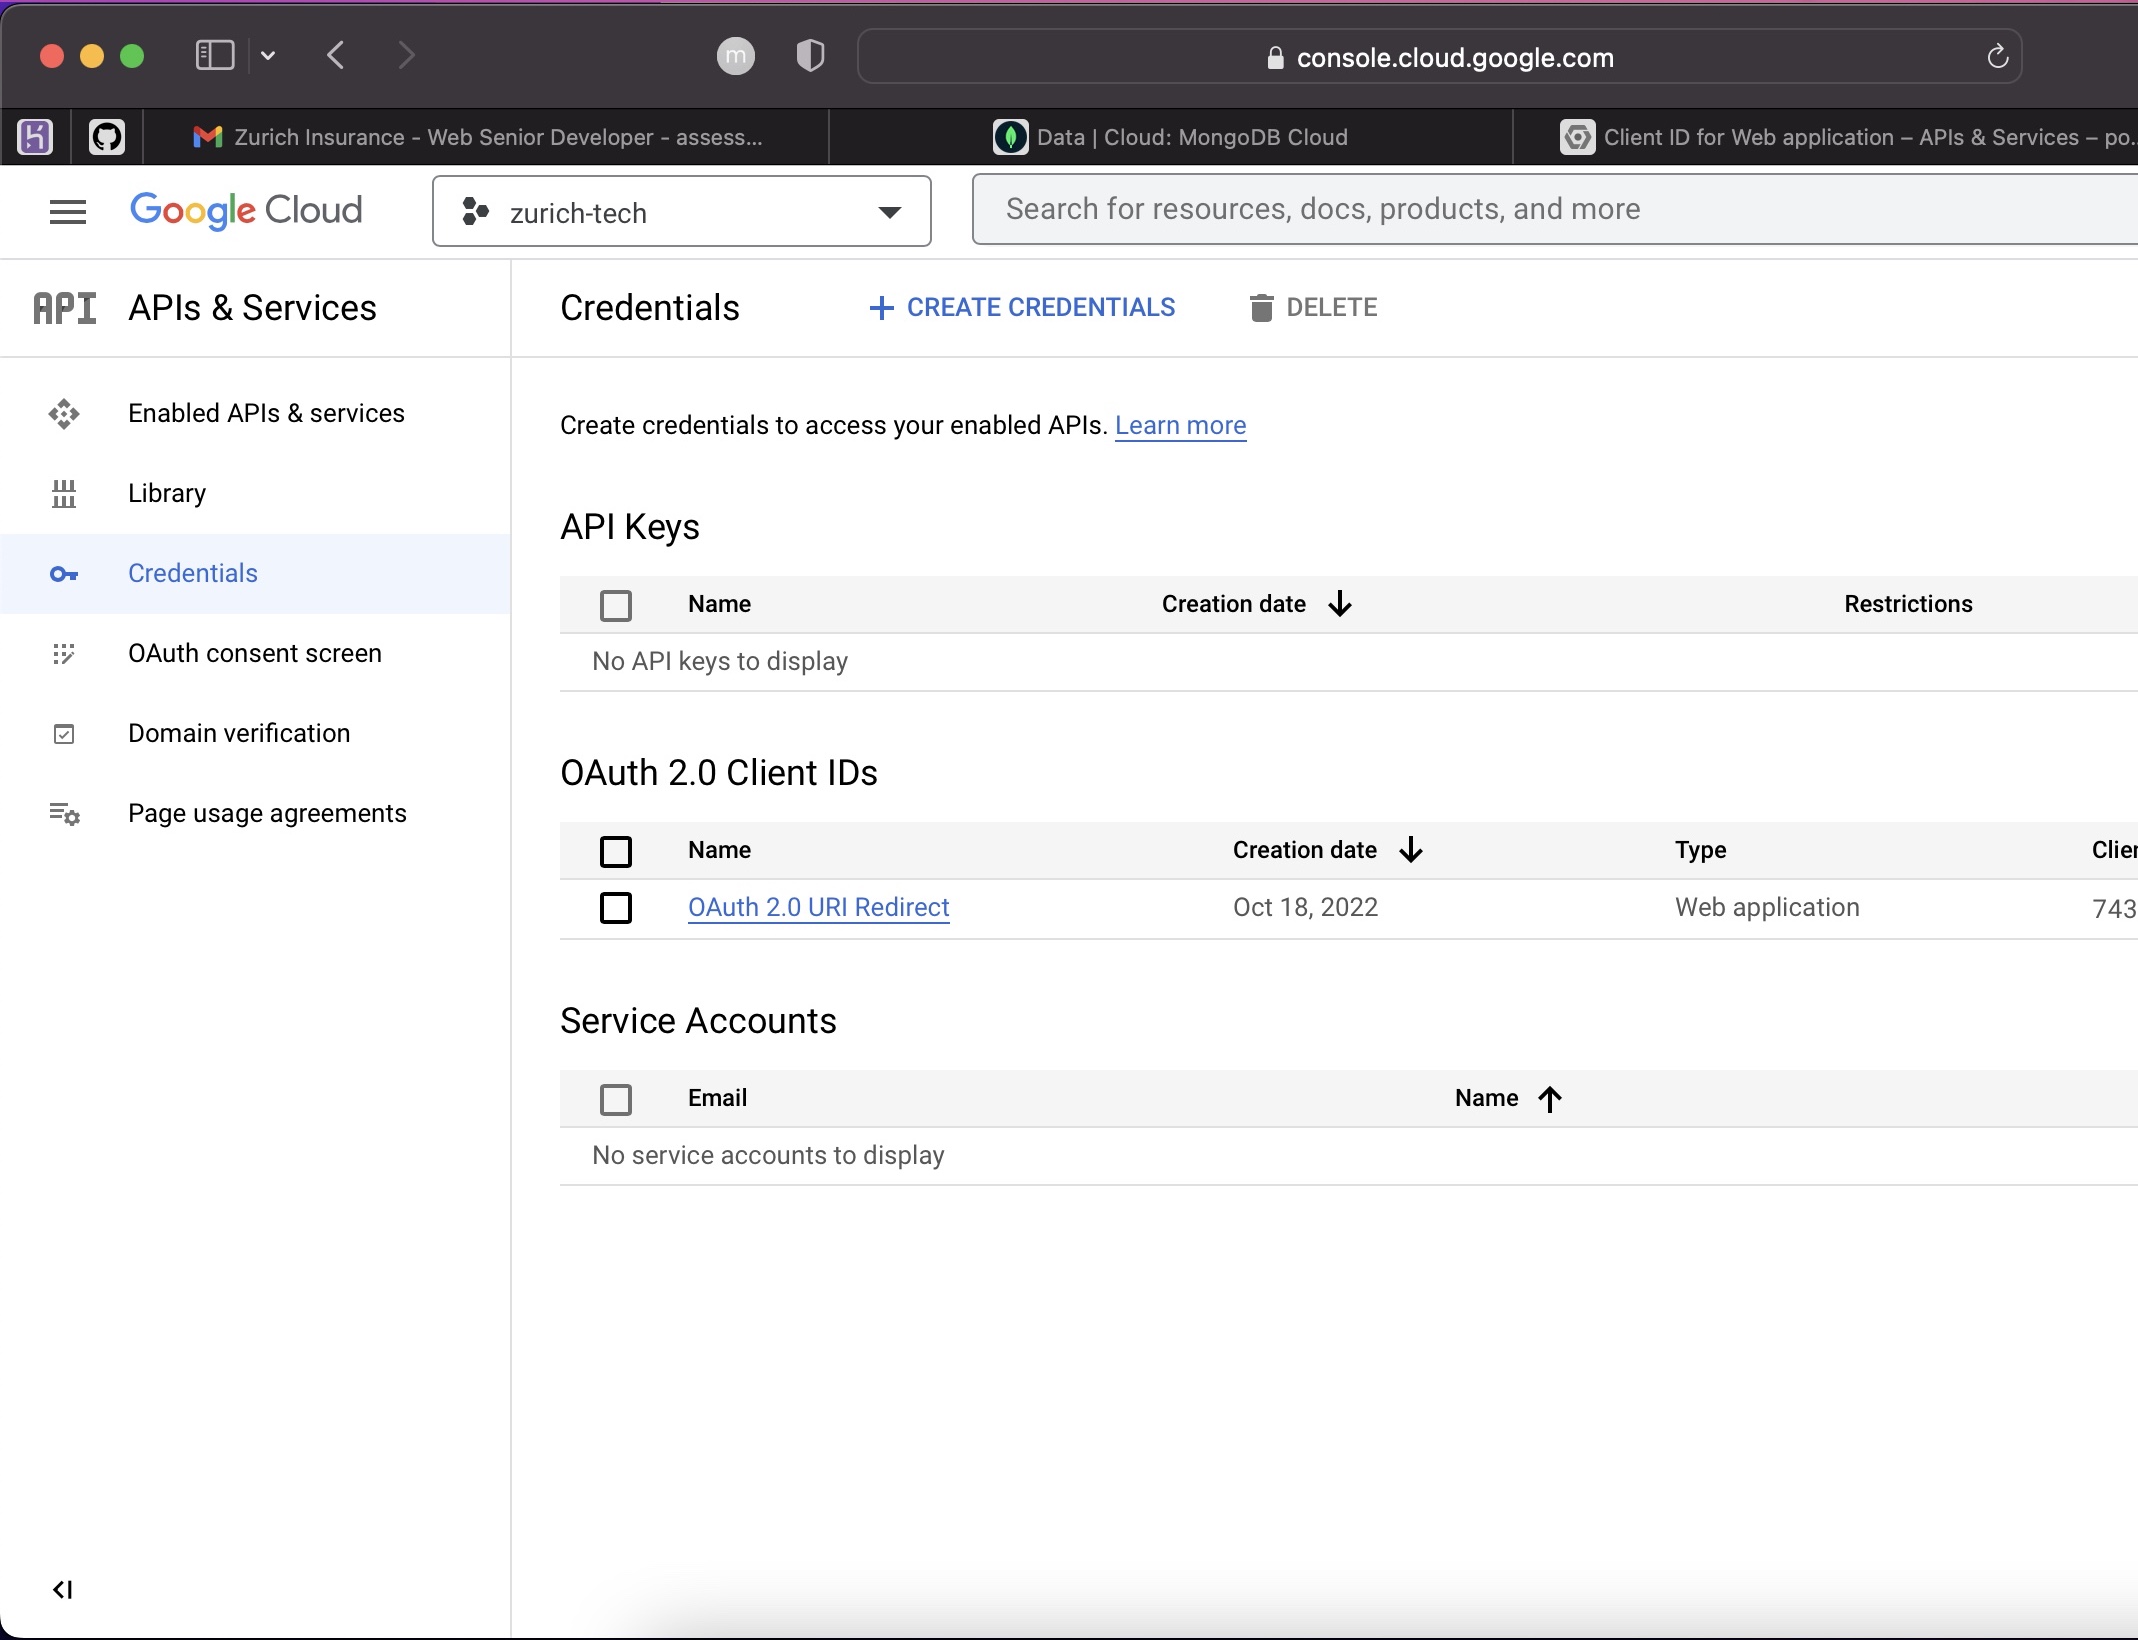 m
console.cloud.google.com
Zurich Insurance - Web Senior Developer - assess...
Data | Cloud: MongoDB Cloud
Client ID for Web application – APIs & Services – po...
Google Cloud
zurich-tech
Search for resources, docs, products, and more
API APIs & Services
Credentials
CREATE CREDENTIALS
DELETE
Enabled APIs & services
Library
Credentials
OAuth consent screen
Domain verification
Page usage agreements
Create credentials to access your enabled APIs. Learn more
API Keys
Name Creation date Restrictions
No API keys to display
OAuth 2.0 Client IDs
Name Creation date Type
OAuth 2.0 URI Redirect Oct 18, 2022 Web application 743
Service Accounts
Email Name
No service accounts to display